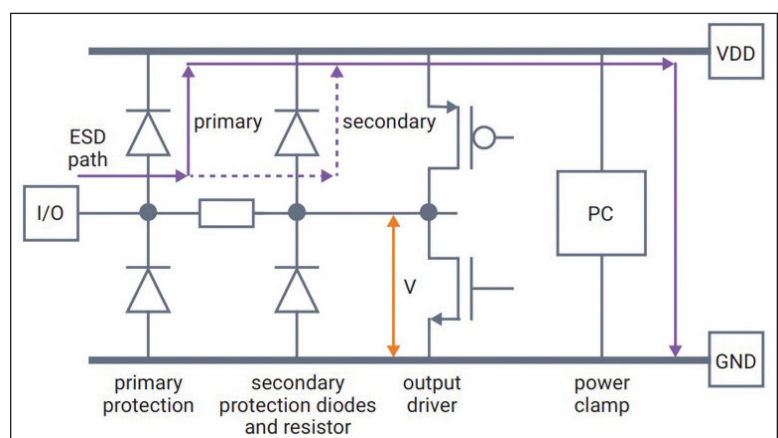 VDD
primary
secondary
ESD
path
I/O
PC
V
GND
primary
protection
secondary
protection diodes
and resistor
output
driver
power
clamp